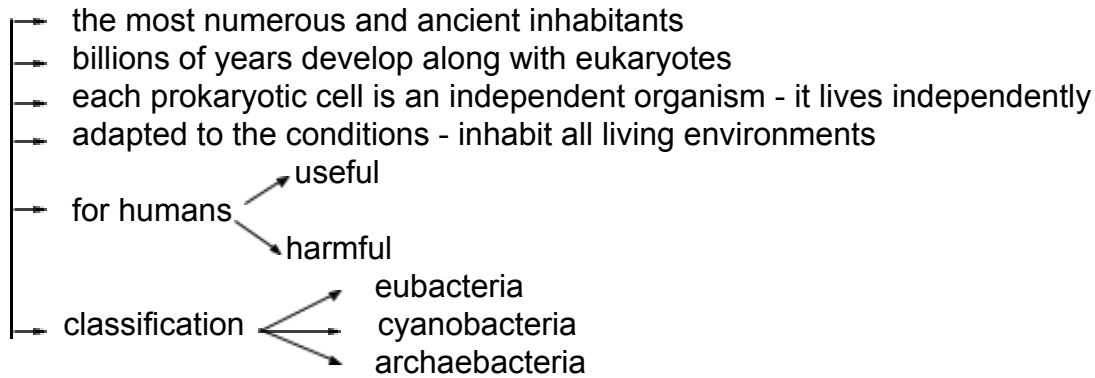 the most numerous and ancient inhabitants
billions of years develop along with eukaryotes
each prokaryotic cell is an independent organism - it lives independently
adapted to the conditions - inhabit all living environments
useful
for humans
harmful
eubacteria
classification
cyanobacteria
archaebacteria